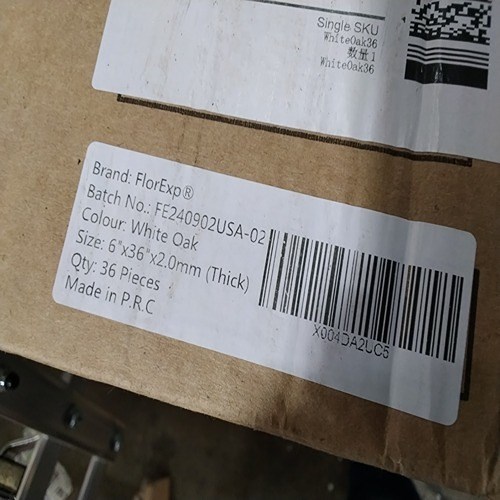 Single SKU
WhiteOak36
数量 1
WhiteOak36
Brand: FlorExp®
Batch No.: FE240902USA-02
Colour: White Oak
Size: 6"x36"x2.0mm (Thick)
Qty: 36 Pieces
Made in P.R.C
X004DA2UC5